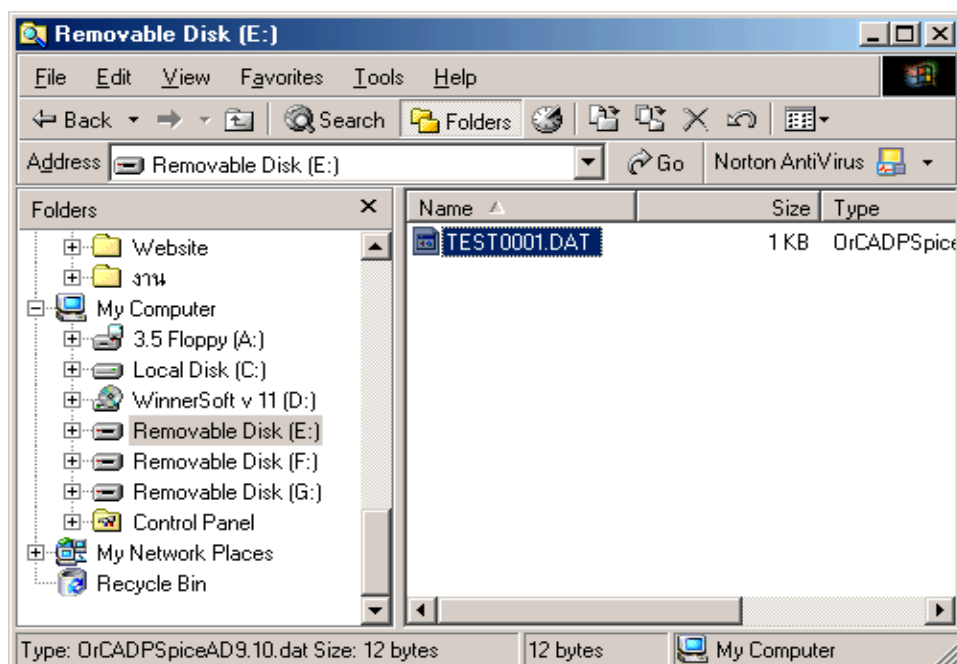 Removable Disk (E:)
File Edit View Favorites Tools Help
Back Search Folders
Address Removable Disk (E:) Go Norton AntiVirus
Folders
Website
งาน
My Computer
3.5 Floppy (A:)
Local Disk (C:)
WinnerSoft v 11 (D:)
Removable Disk (E:)
Removable Disk (F:)
Removable Disk (G:)
Control Panel
My Network Places
Recycle Bin
Name Size Type
TEST0001.DAT 1 KB OrCADPSpice
Type: OrCADPSpiceAD9.10.dat Size: 12 bytes 12 bytes My Computer